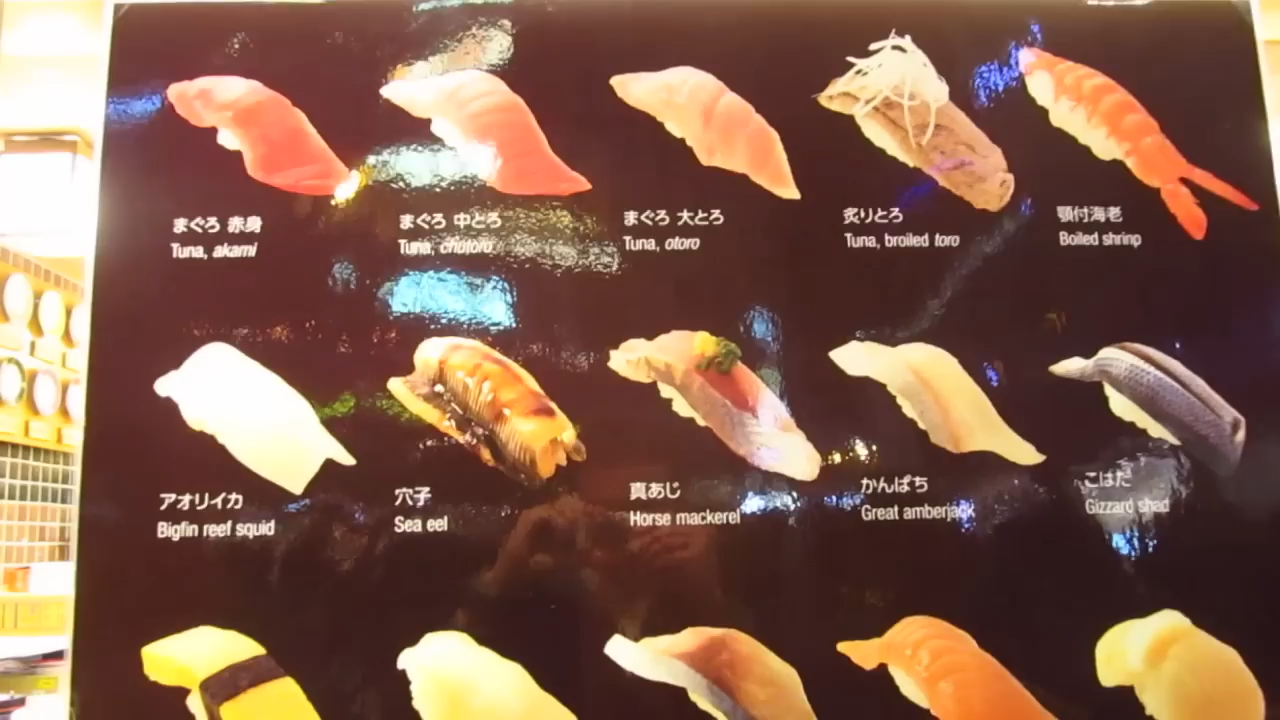 まぐろ 赤身
Tuna, akami
まぐろ 中とろ
Tuna, chūtoro
まぐろ 大とろ
Tuna, otoro
炙りとろ
Tuna, broiled toro
顎付海老
Boiled shrinp
アオリイカ
Bigfin reef squid
穴子
Sea eel
真あじ
Horse mackerel
かんぱち
Great amberjack
こはだ
Gizzard shad